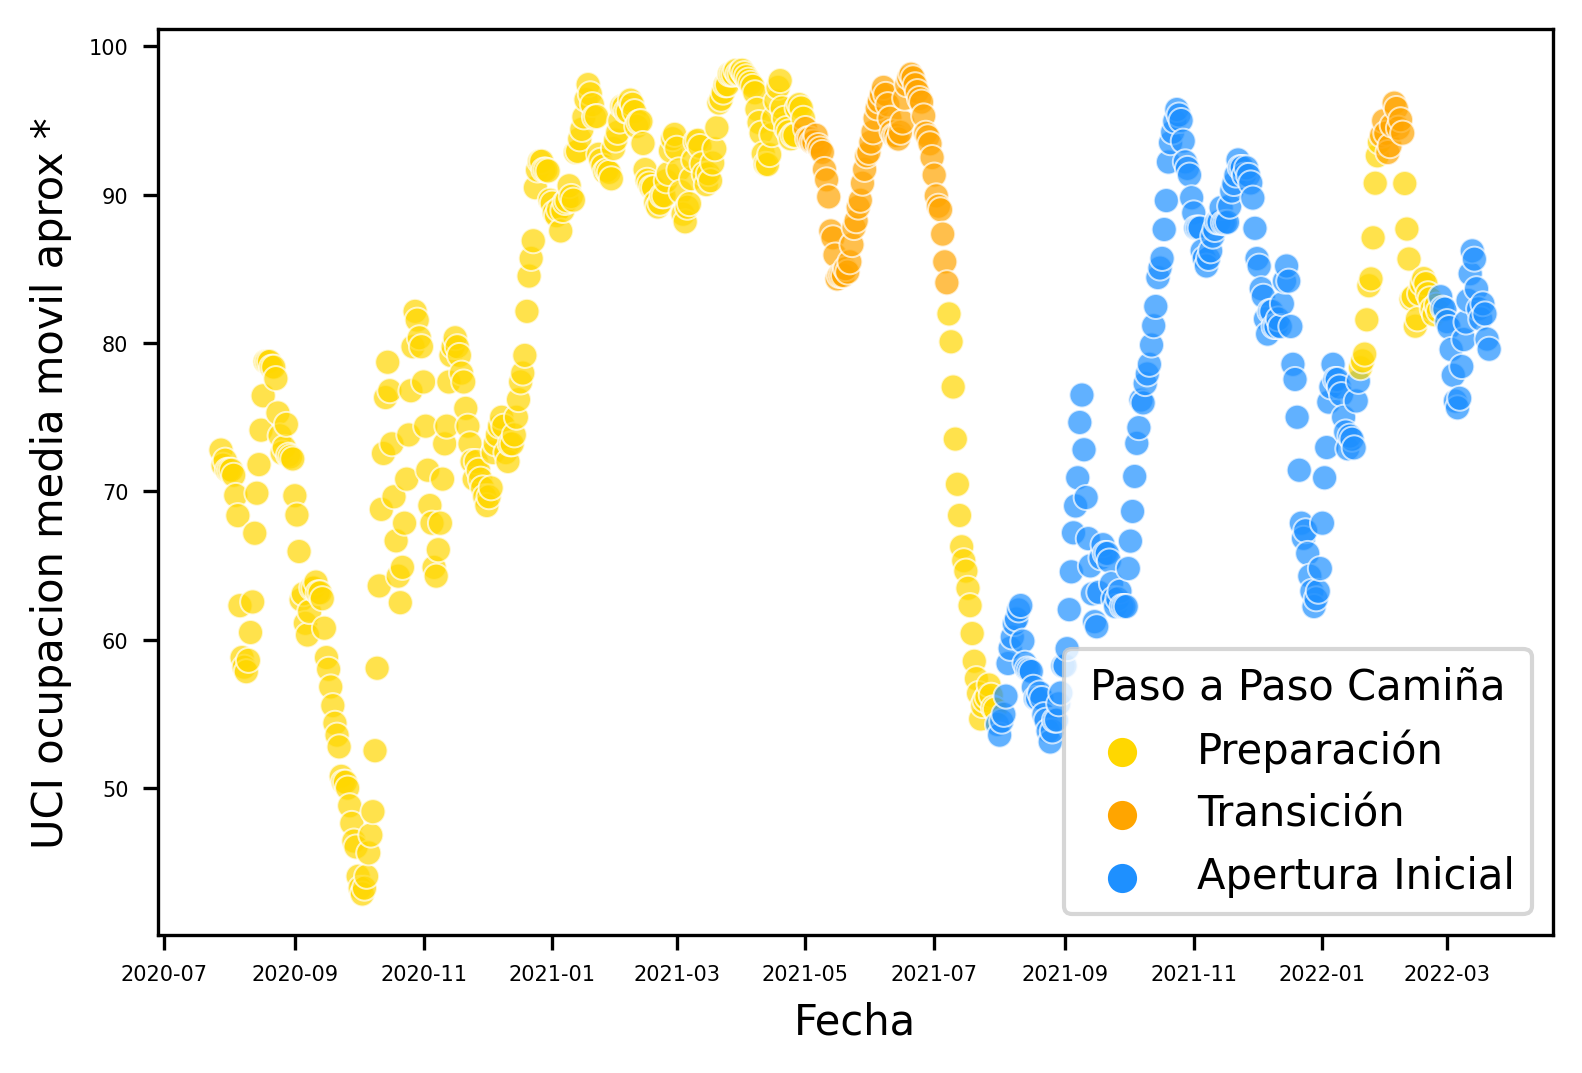 UCI ocupacion media movil aprox *
100
90
80
70
60
50
2020-07
2020-09
2020-11
2021-01
2021-03
2021-05
2021-07
2021-09
2021-11
2022-01
2022-03
Fecha
Paso a Paso Camiña
Preparación
Transición
Apertura Inicial